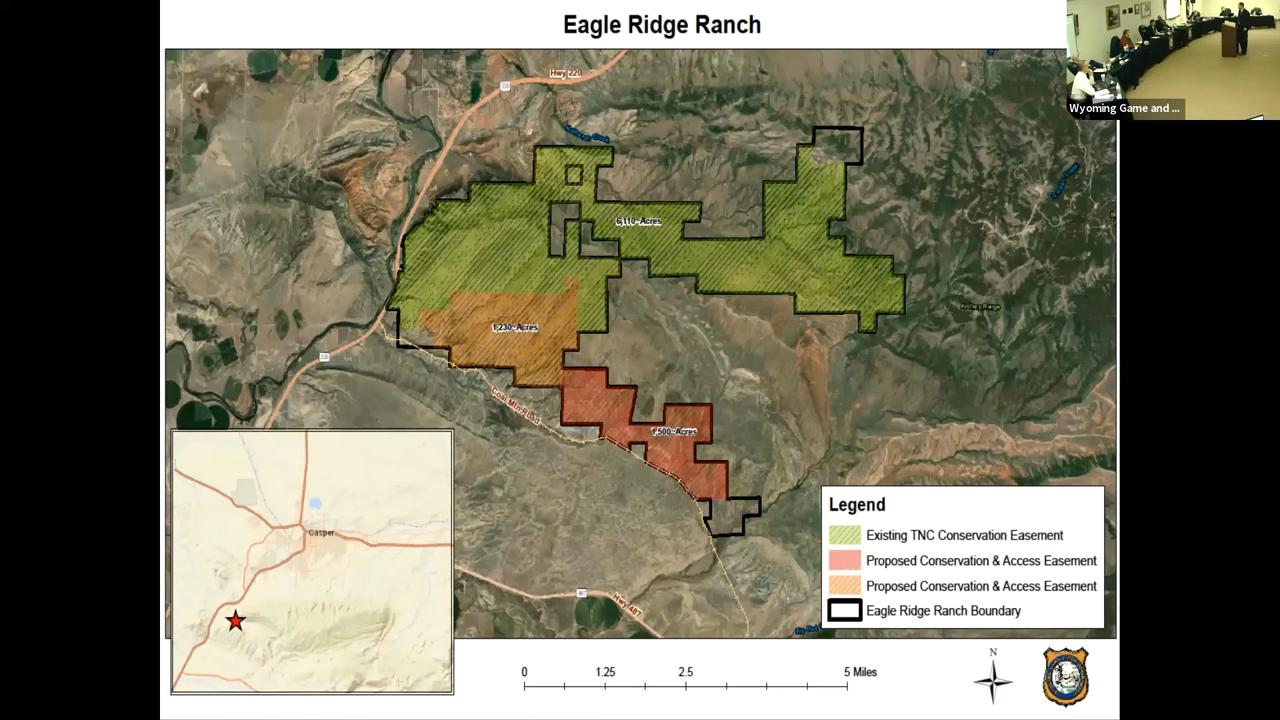 Eagle Ridge Ranch
Wyoming Game and ...
Hwy 220
6,110~Acres
1,230~Acres
Coal Mtn Road
1,500~Acres
Casper
Hwy 487
487
Legend
Existing TNC Conservation Easement
Proposed Conservation & Access Easement
Proposed Conservation & Access Easement
Eagle Ridge Ranch Boundary
N
0 1.25 2.5 5 Miles